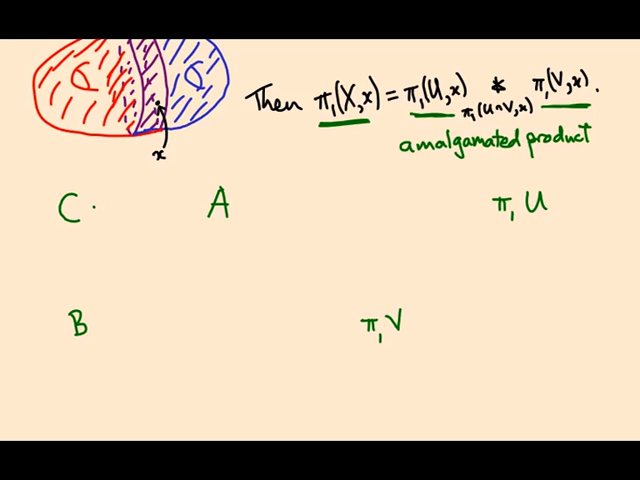 Then π₁(X,x) = π₁(U,x) * π₁(U∩V,x) π₁(V,x).
amalgamated product
x
C · A π₁U
B π₁V